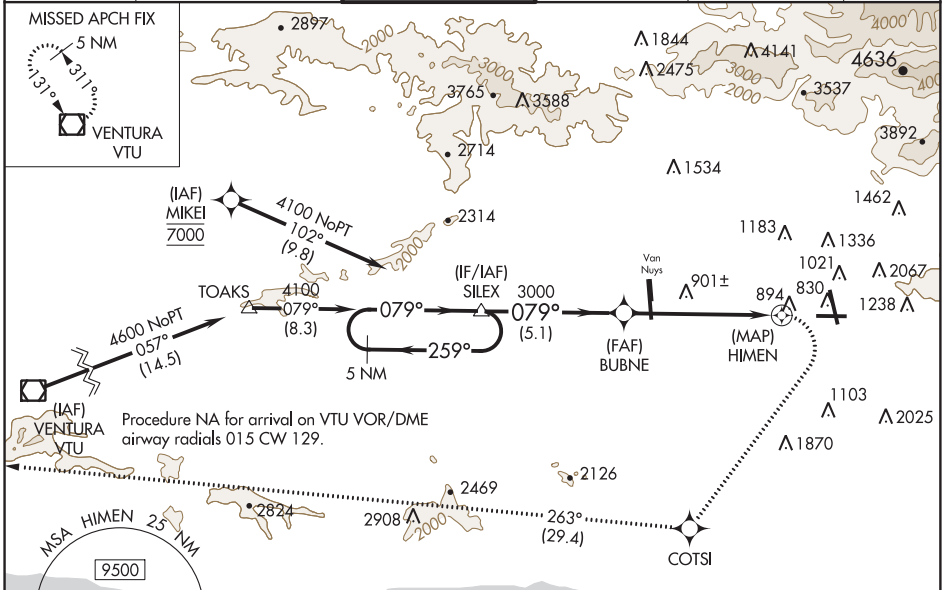 MISSED APCH FIX
5 NM
311°
131°
VENTURA
VTU
2897
2000
3000
3765
3588
2714
2314
2000
1844
2475
4141
3000
2000
4000
4636
4000
3537
3892
1534
1462
1183
1336
1021
2067
894
830
1238
(IAF)
MIKEI
7000
4100 NoPT
102°
(9.8)
TOAKS
4100
079°
(8.3)
079°
259°
5 NM
(IF/IAF)
SILEX
3000
079°
(5.1)
Van
Nuys
901±
(FAF)
BUBNE
(MAP)
HIMEN
4600 NoPT
057°
(14.5)
(IAF)
VENTURA
VTU
Procedure NA for arrival on VTU VOR/DME
airway radials 015 CW 129.
1103
2025
1870
2126
2469
2824
2908
2000
263°
(29.4)
COTSI
MSA HIMEN 25 NM
9500